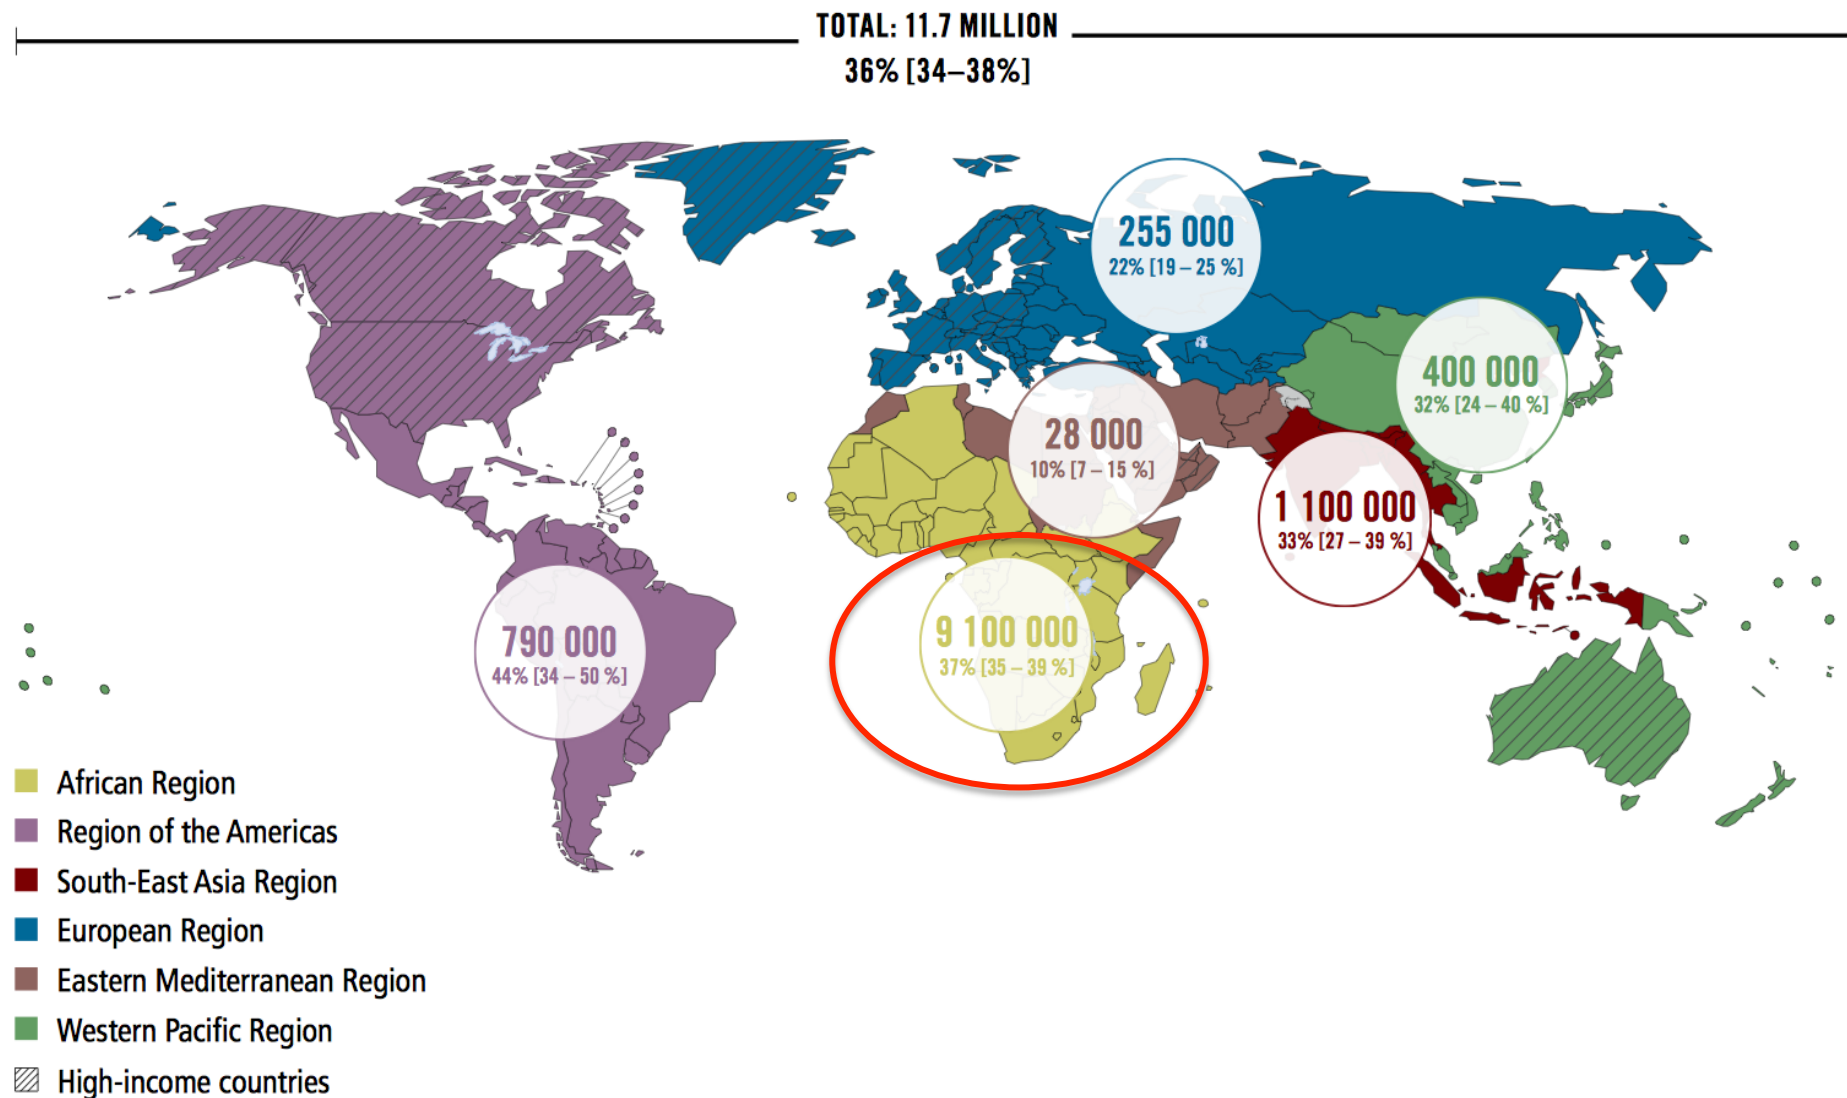 TOTAL: 11.7 MILLION
36% [34–38%]
255 000
22% [19 – 25 %]
400 000
32% [24 – 40 %]
28 000
10% [7 – 15 %]
1 100 000
33% [27 – 39 %]
9 100 000
37% [35 – 39 %]
790 000
44% [34 – 50 %]
African Region
Region of the Americas
South-East Asia Region
European Region
Eastern Mediterranean Region
Western Pacific Region
High-income countries